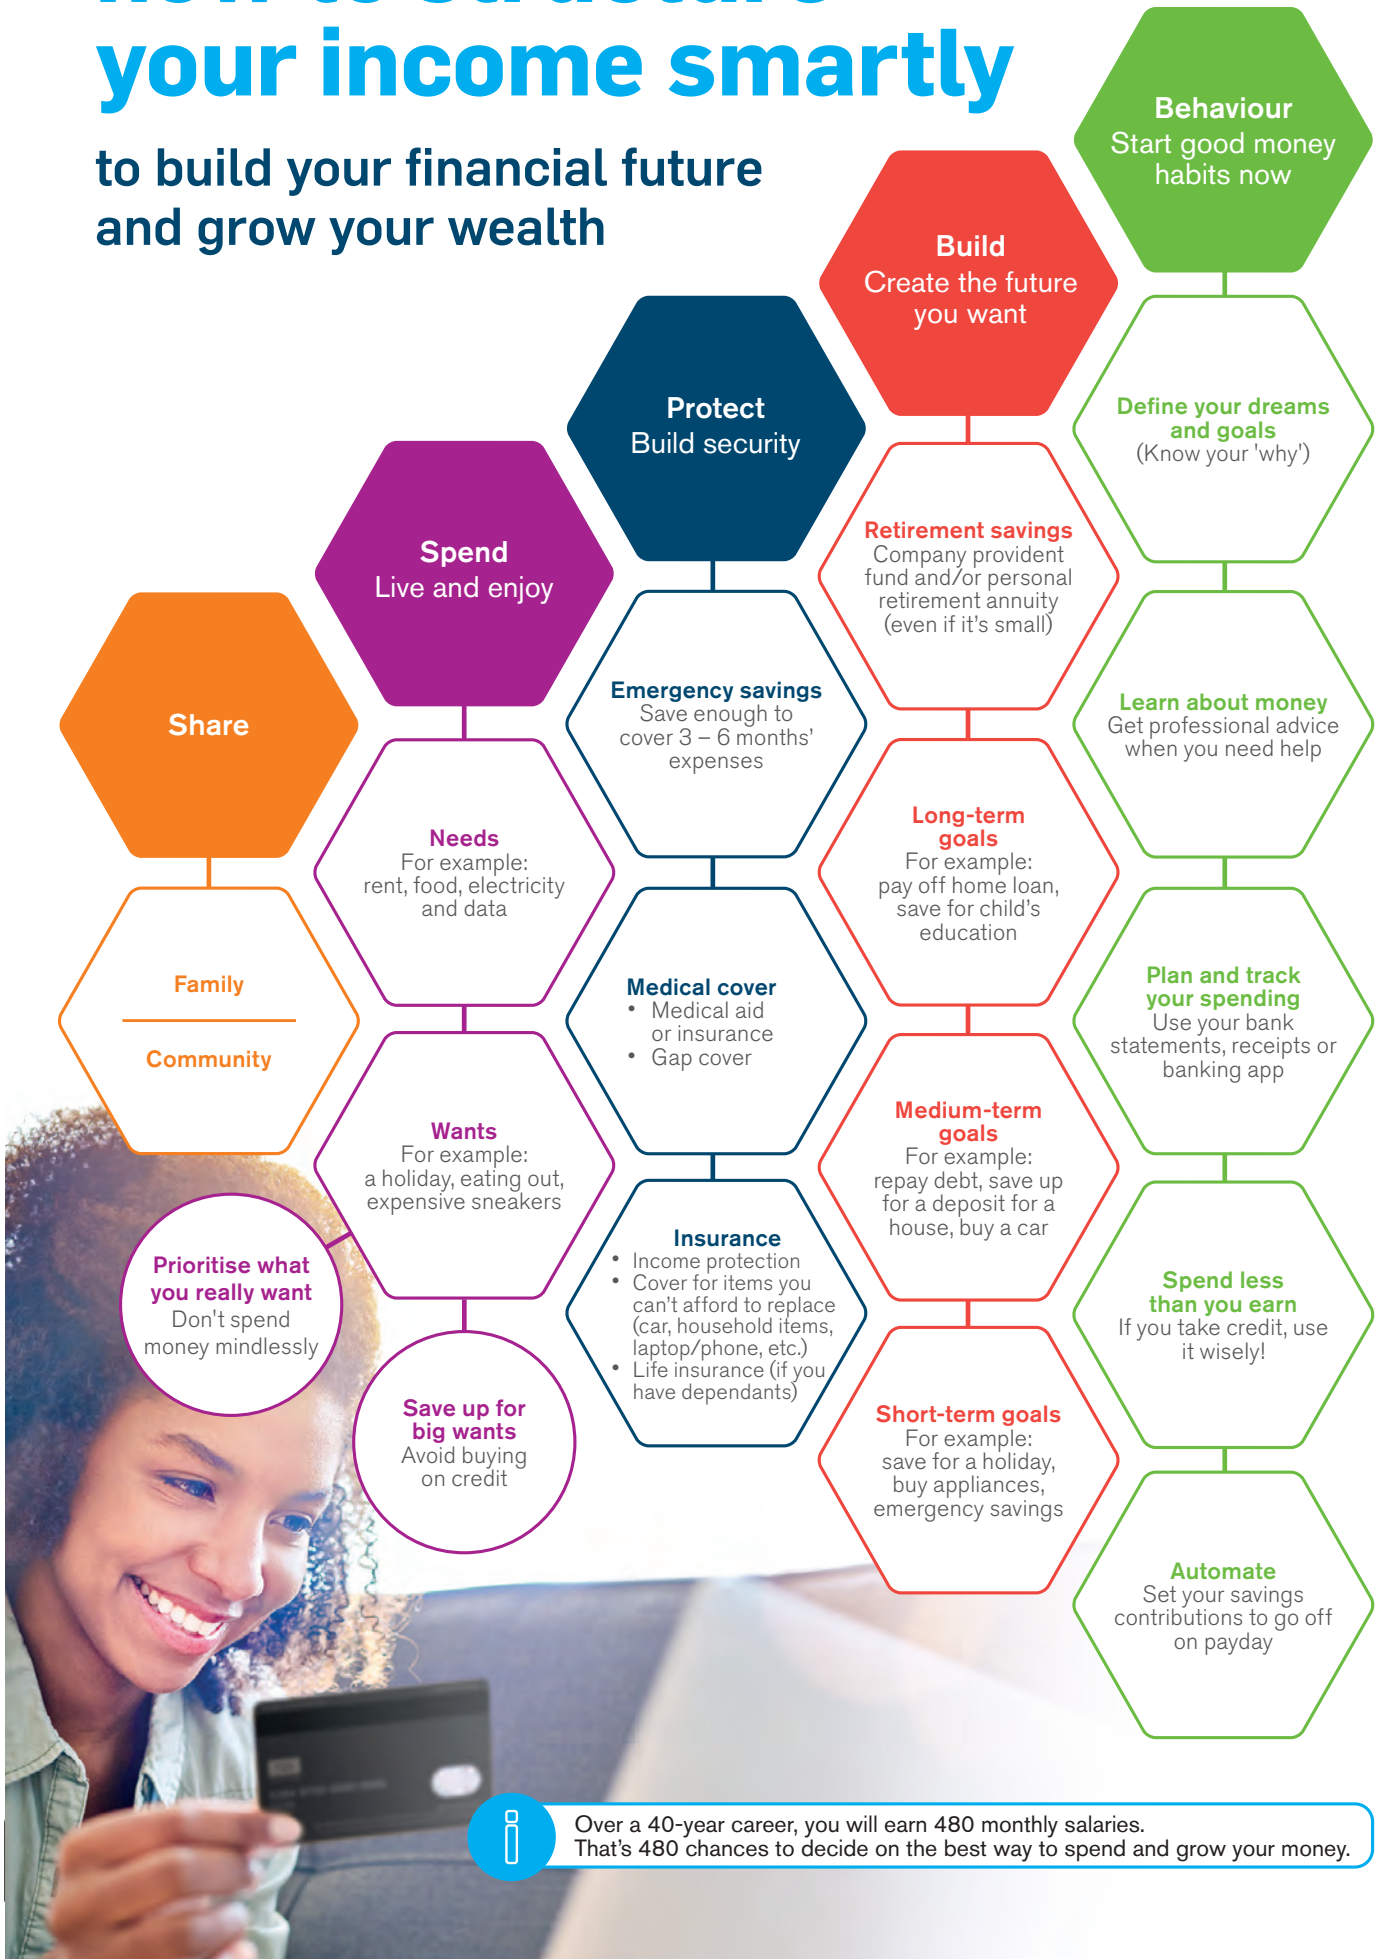 how to structure
your income smartly
to build your financial future
and grow your wealth
Share
Family
Community
Spend
Live and enjoy
Needs
For example:
rent, food, electricity
and data
Wants
For example:
a holiday, eating out,
expensive sneakers
Prioritise what
you really want
Don't spend
money mindlessly
Save up for
big wants
Avoid buying
on credit
Protect
Build security
Emergency savings
Save enough to
cover 3 – 6 months'
expenses
Medical cover
• Medical aid
or insurance
• Gap cover
Insurance
• Income protection
• Cover for items you
can't afford to replace
(car, household items,
laptop/phone, etc.)
• Life insurance (if you
have dependants)
Build
Create the future
you want
Retirement savings
Company provident
fund and/or personal
retirement annuity
(even if it's small)
Long-term
goals
For example:
pay off home loan,
save for child's
education
Medium-term
goals
For example:
repay debt, save up
for a deposit for a
house, buy a car
Short-term goals
For example:
save for a holiday,
buy appliances,
emergency savings
Behaviour
Start good money
habits now
Define your dreams
and goals
(Know your 'why')
Learn about money
Get professional advice
when you need help
Plan and track
your spending
Use your bank
statements, receipts or
banking app
Spend less
than you earn
If you take credit, use
it wisely!
Automate
Set your savings
contributions to go off
on payday
Over a 40-year career, you will earn 480 monthly salaries.
That's 480 chances to decide on the best way to spend and grow your money.